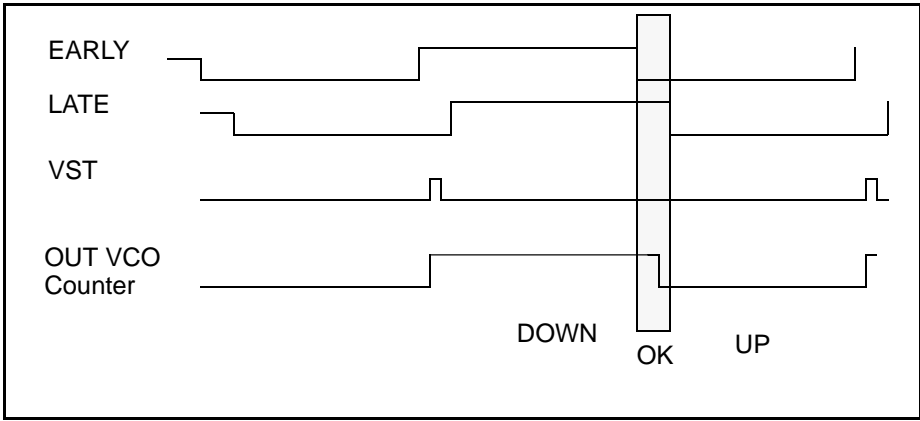 EARLY
LATE
VST
OUT VCO
Counter
DOWN
OK
UP